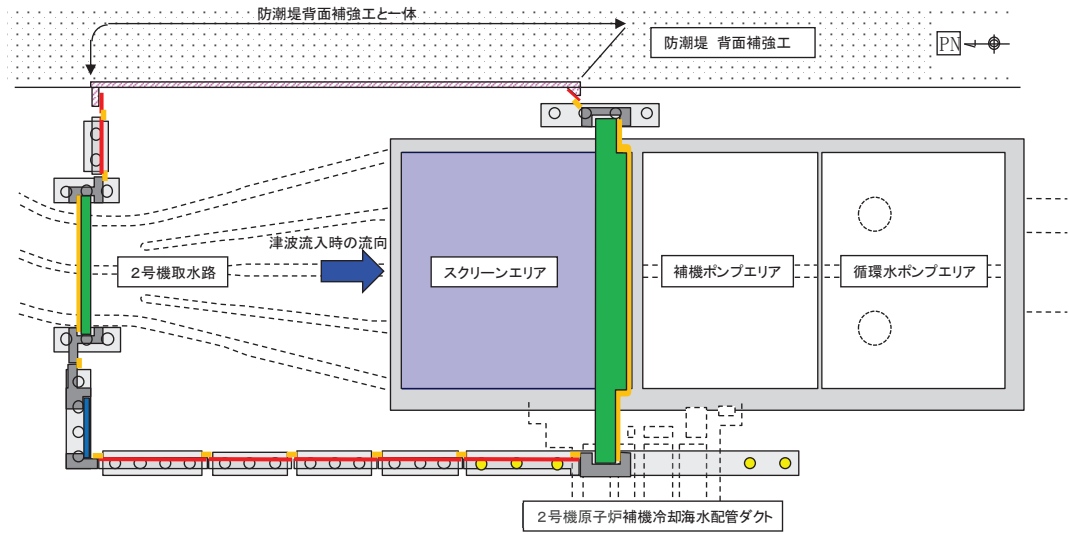 防潮堤背面補強工と一体
防潮堤 背面補強工
PN
津波流入時の流向
2号機取水路
スクリーンエリア
補機ポンプエリア
循環水ポンプエリア
2号機原子炉補機冷却海水配管ダクト